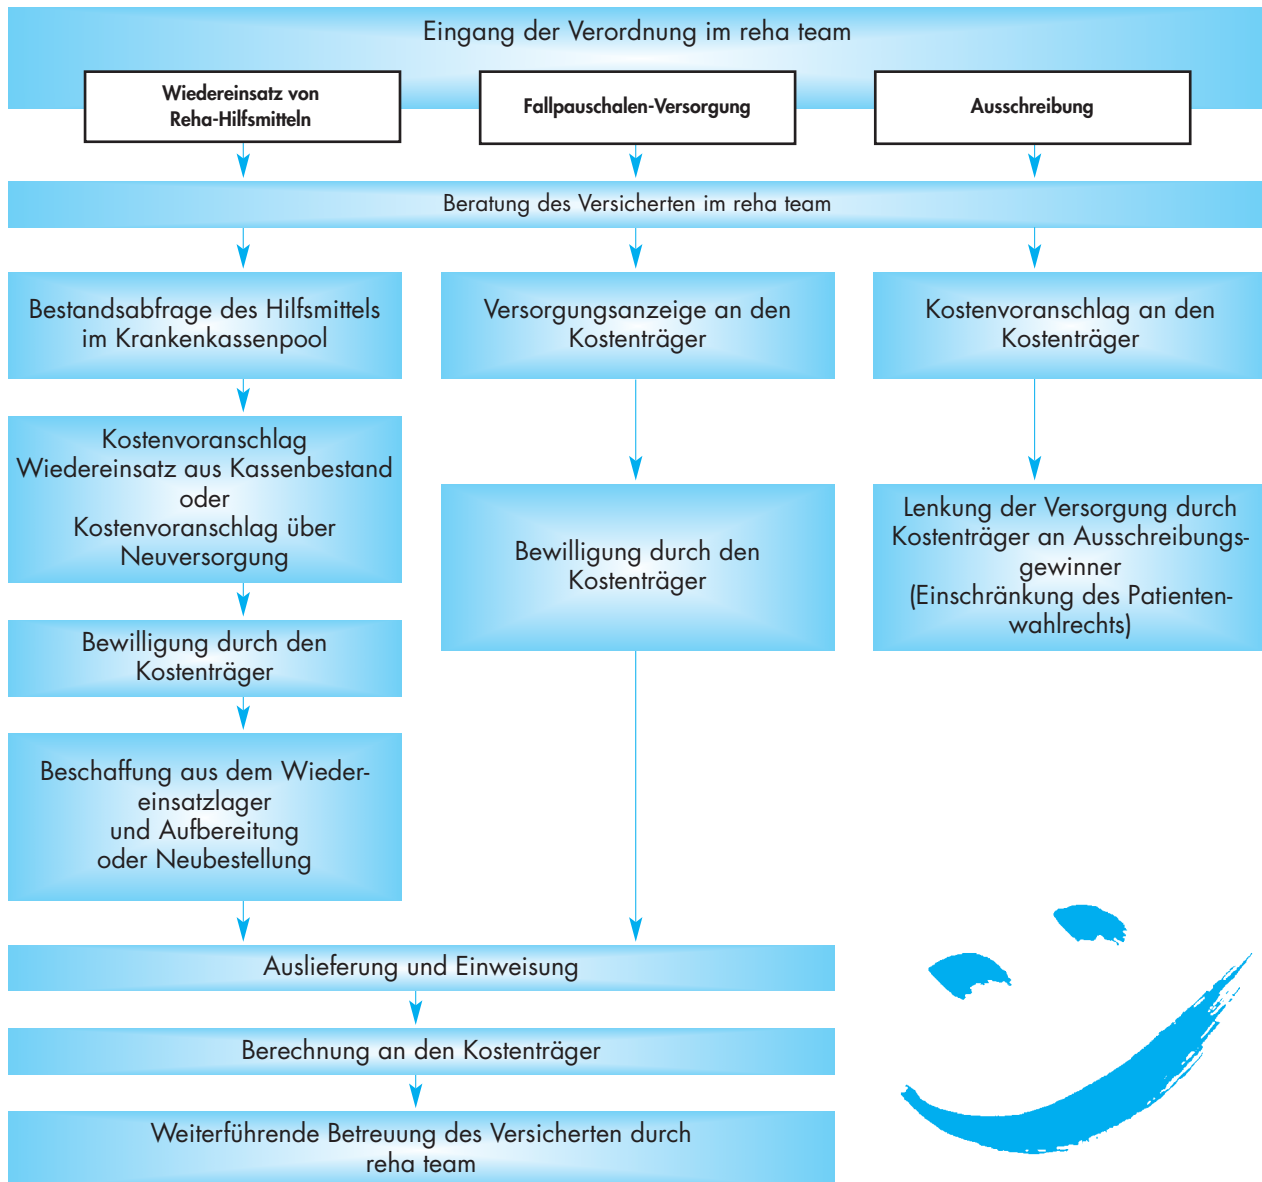 Eingang der Verordnung im reha team
Wiedereinsatz von
Reha-Hilfsmitteln
Fallpauschalen-Versorgung
Ausschreibung
Beratung des Versicherten im reha team
Bestandsabfrage des Hilfsmittels
im Krankenkassenpool
Versorgungsanzeige an den
Kostenträger
Kostenvoranschlag an den
Kostenträger
Kostenvoranschlag
Wiedereinsatz aus Kassenbestand
oder
Kostenvoranschlag über
Neuversorgung
Bewilligung durch den
Kostenträger
Lenkung der Versorgung durch
Kostenträger an Ausschreibungs-
gewinner
(Einschränkung des Patienten-
wahlrechts)
Bewilligung durch den
Kostenträger
Beschaffung aus dem Wieder-
einsatzlager
und Aufbereitung
oder Neubestellung
Auslieferung und Einweisung
Berechnung an den Kostenträger
Weiterführende Betreuung des Versicherten durch
reha team